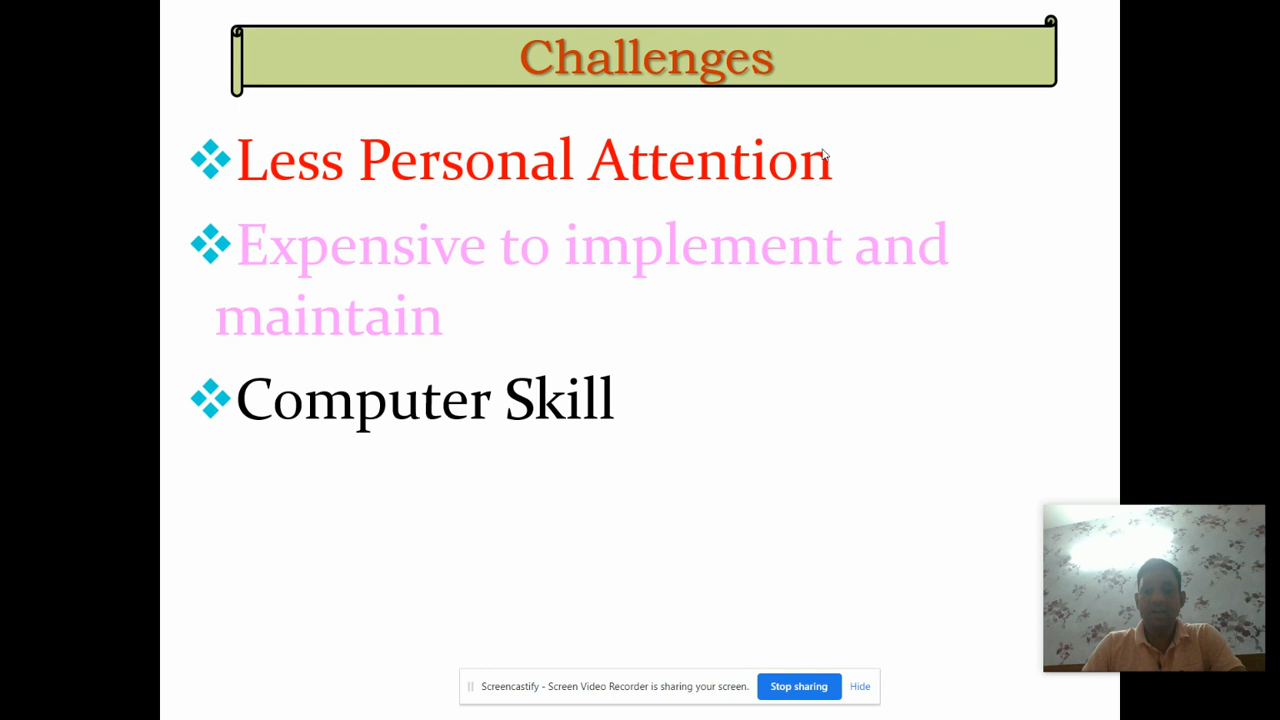 Challenges
Less Personal Attention
Expensive to implement and
maintain
Computer Skill
Screencastify - Screen Video Recorder is sharing your screen.
Stop sharing
Hide